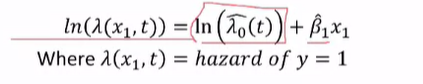 ln(λ(x₁,t)) = ln(λ̂₀(t)) + β̂₁x₁
Where λ(x₁,t) = hazard of y = 1